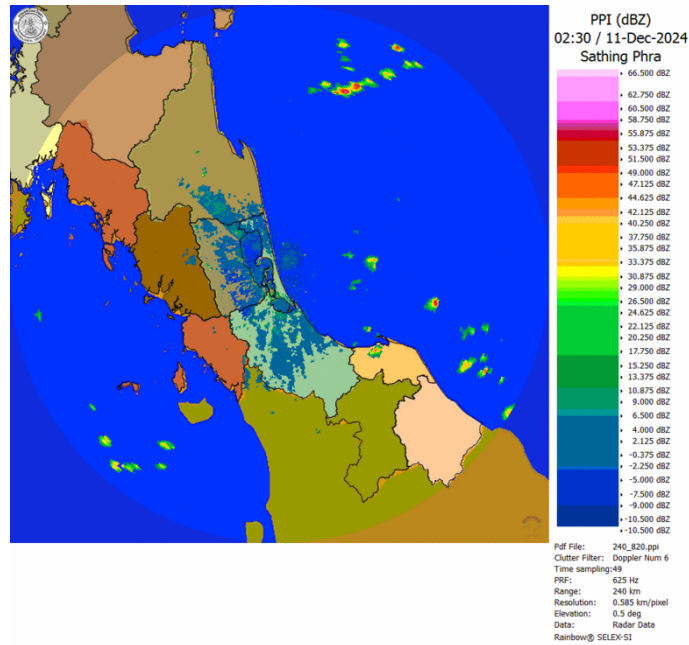 PPI (dBZ)
02:30 / 11-Dec-2024
Sathing Phra
66.500 dBZ
62.750 dBZ
60.500 dBZ
58.750 dBZ
55.875 dBZ
53.375 dBZ
51.500 dBZ
49.000 dBZ
47.125 dBZ
44.625 dBZ
42.125 dBZ
40.250 dBZ
37.750 dBZ
35.875 dBZ
33.375 dBZ
30.875 dBZ
29.000 dBZ
26.500 dBZ
24.625 dBZ
22.125 dBZ
20.250 dBZ
17.750 dBZ
15.250 dBZ
13.375 dBZ
10.875 dBZ
9.000 dBZ
6.500 dBZ
4.000 dBZ
2.125 dBZ
-0.375 dBZ
-2.250 dBZ
-5.000 dBZ
-7.500 dBZ
-9.000 dBZ
-10.500 dBZ
-10.500 dBZ
Pdf File: 240_820.ppi
Clutter Filter: Doppler Num 6
Time sampling:49
PRF: 625 Hz
Range: 240 km
Resolution: 0.585 km/pixel
Elevation: 0.5 deg
Data: Radar Data
Rainbow® SELEX-SI